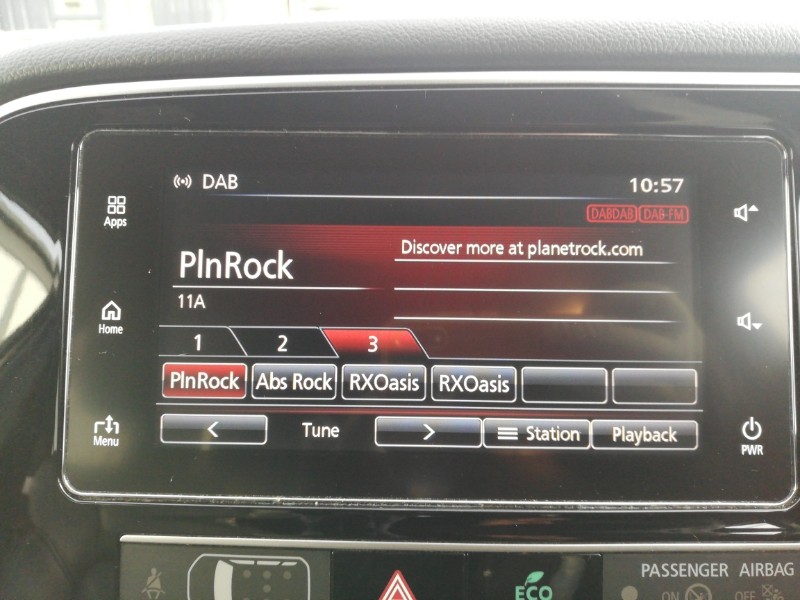 DAB 10:57
DABDAB DAB-FM
Apps
Discover more at planetrock.com
PlnRock
11A
Home
1 2 3
PlnRock Abs Rock RXOasis RXOasis
Menu
< Tune > Station Playback
PWR
PASSENGER AIRBAG
ECO
ON OFF